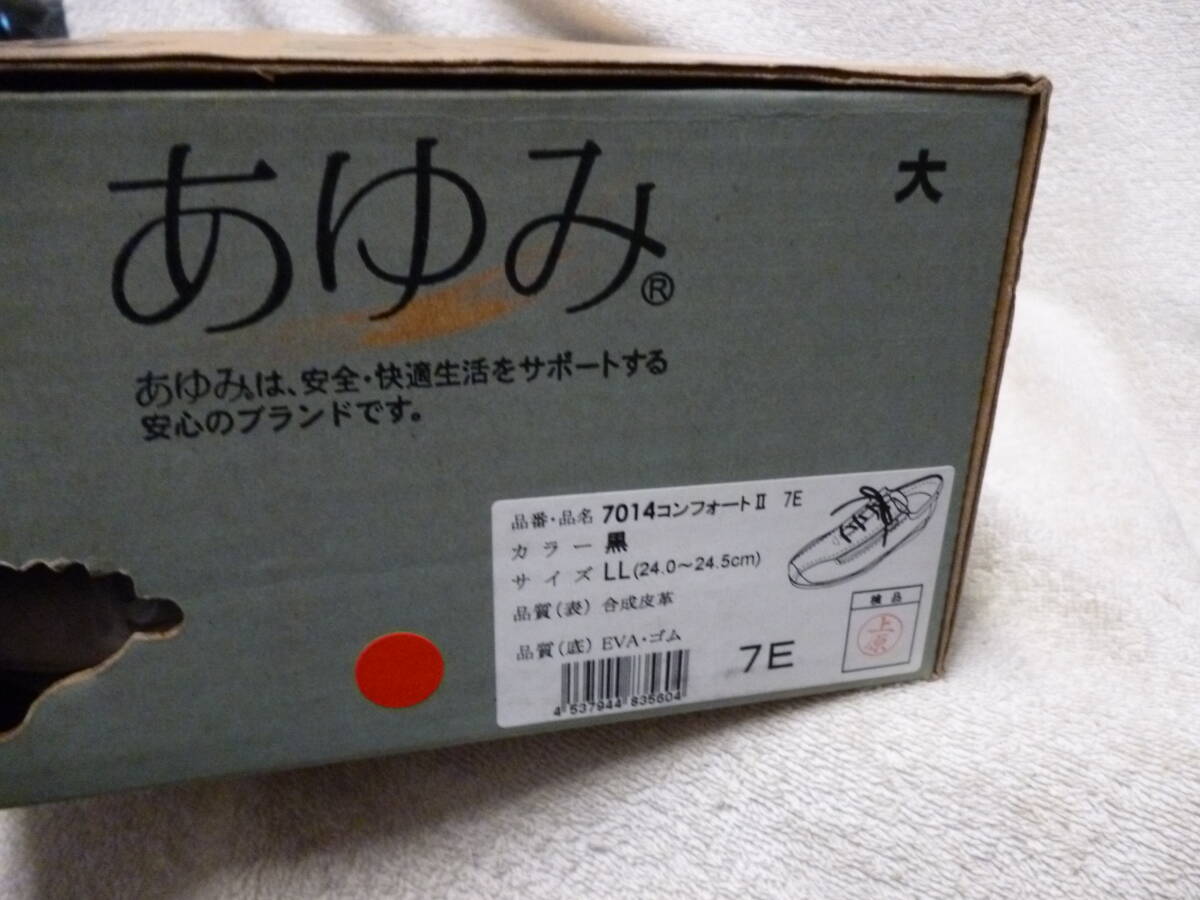 あゆみ®
大
あゆみ®は、安全・快適生活をサポートする
安心のブランドです。
品番・品名 7014コンフォートⅡ 7E
カラー 黒
サイズ LL(24.0～24.5cm)
品質(表) 合成皮革
品質(底) EVA・ゴム
7E
検品
上原
4 537944 835604